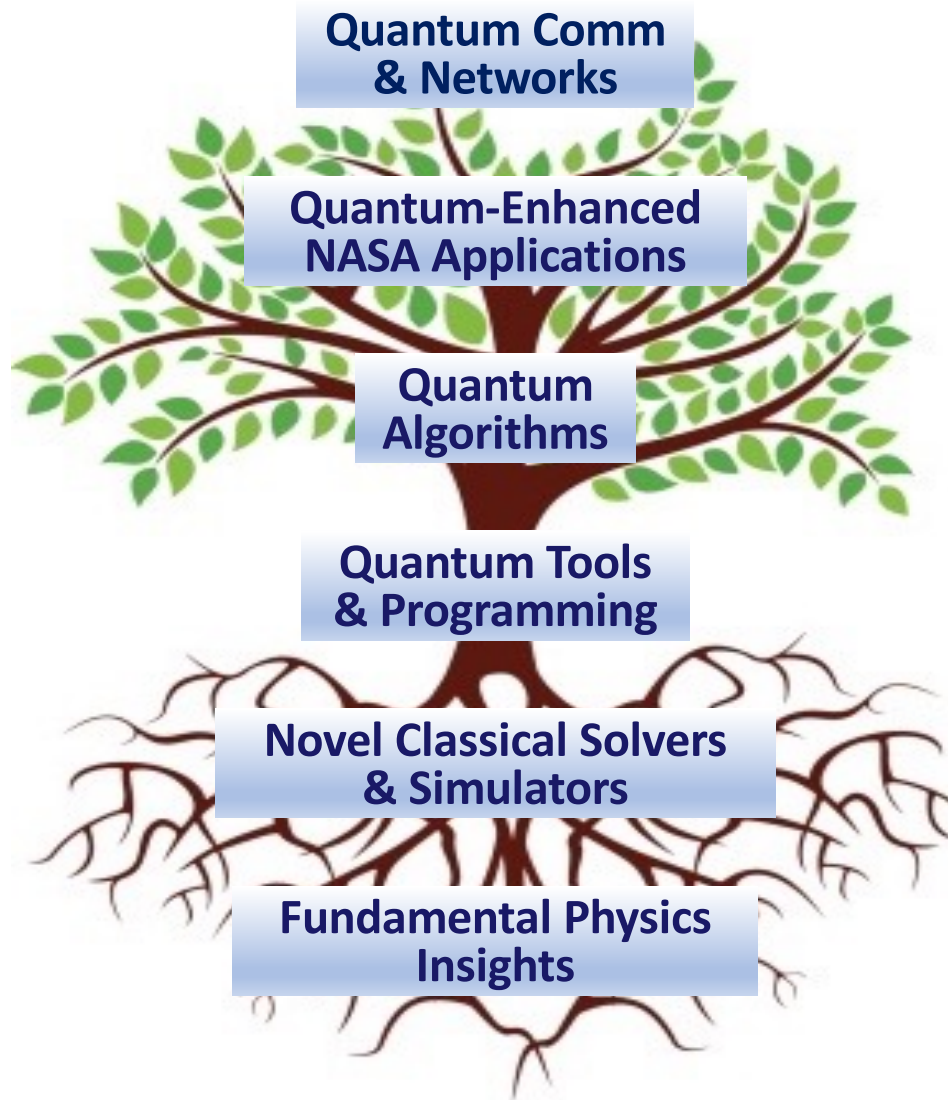 Quantum Comm
& Networks
Quantum-Enhanced
NASA Applications
Quantum
Algorithms
Quantum Tools
& Programming
Novel Classical Solvers
& Simulators
Fundamental Physics
Insights